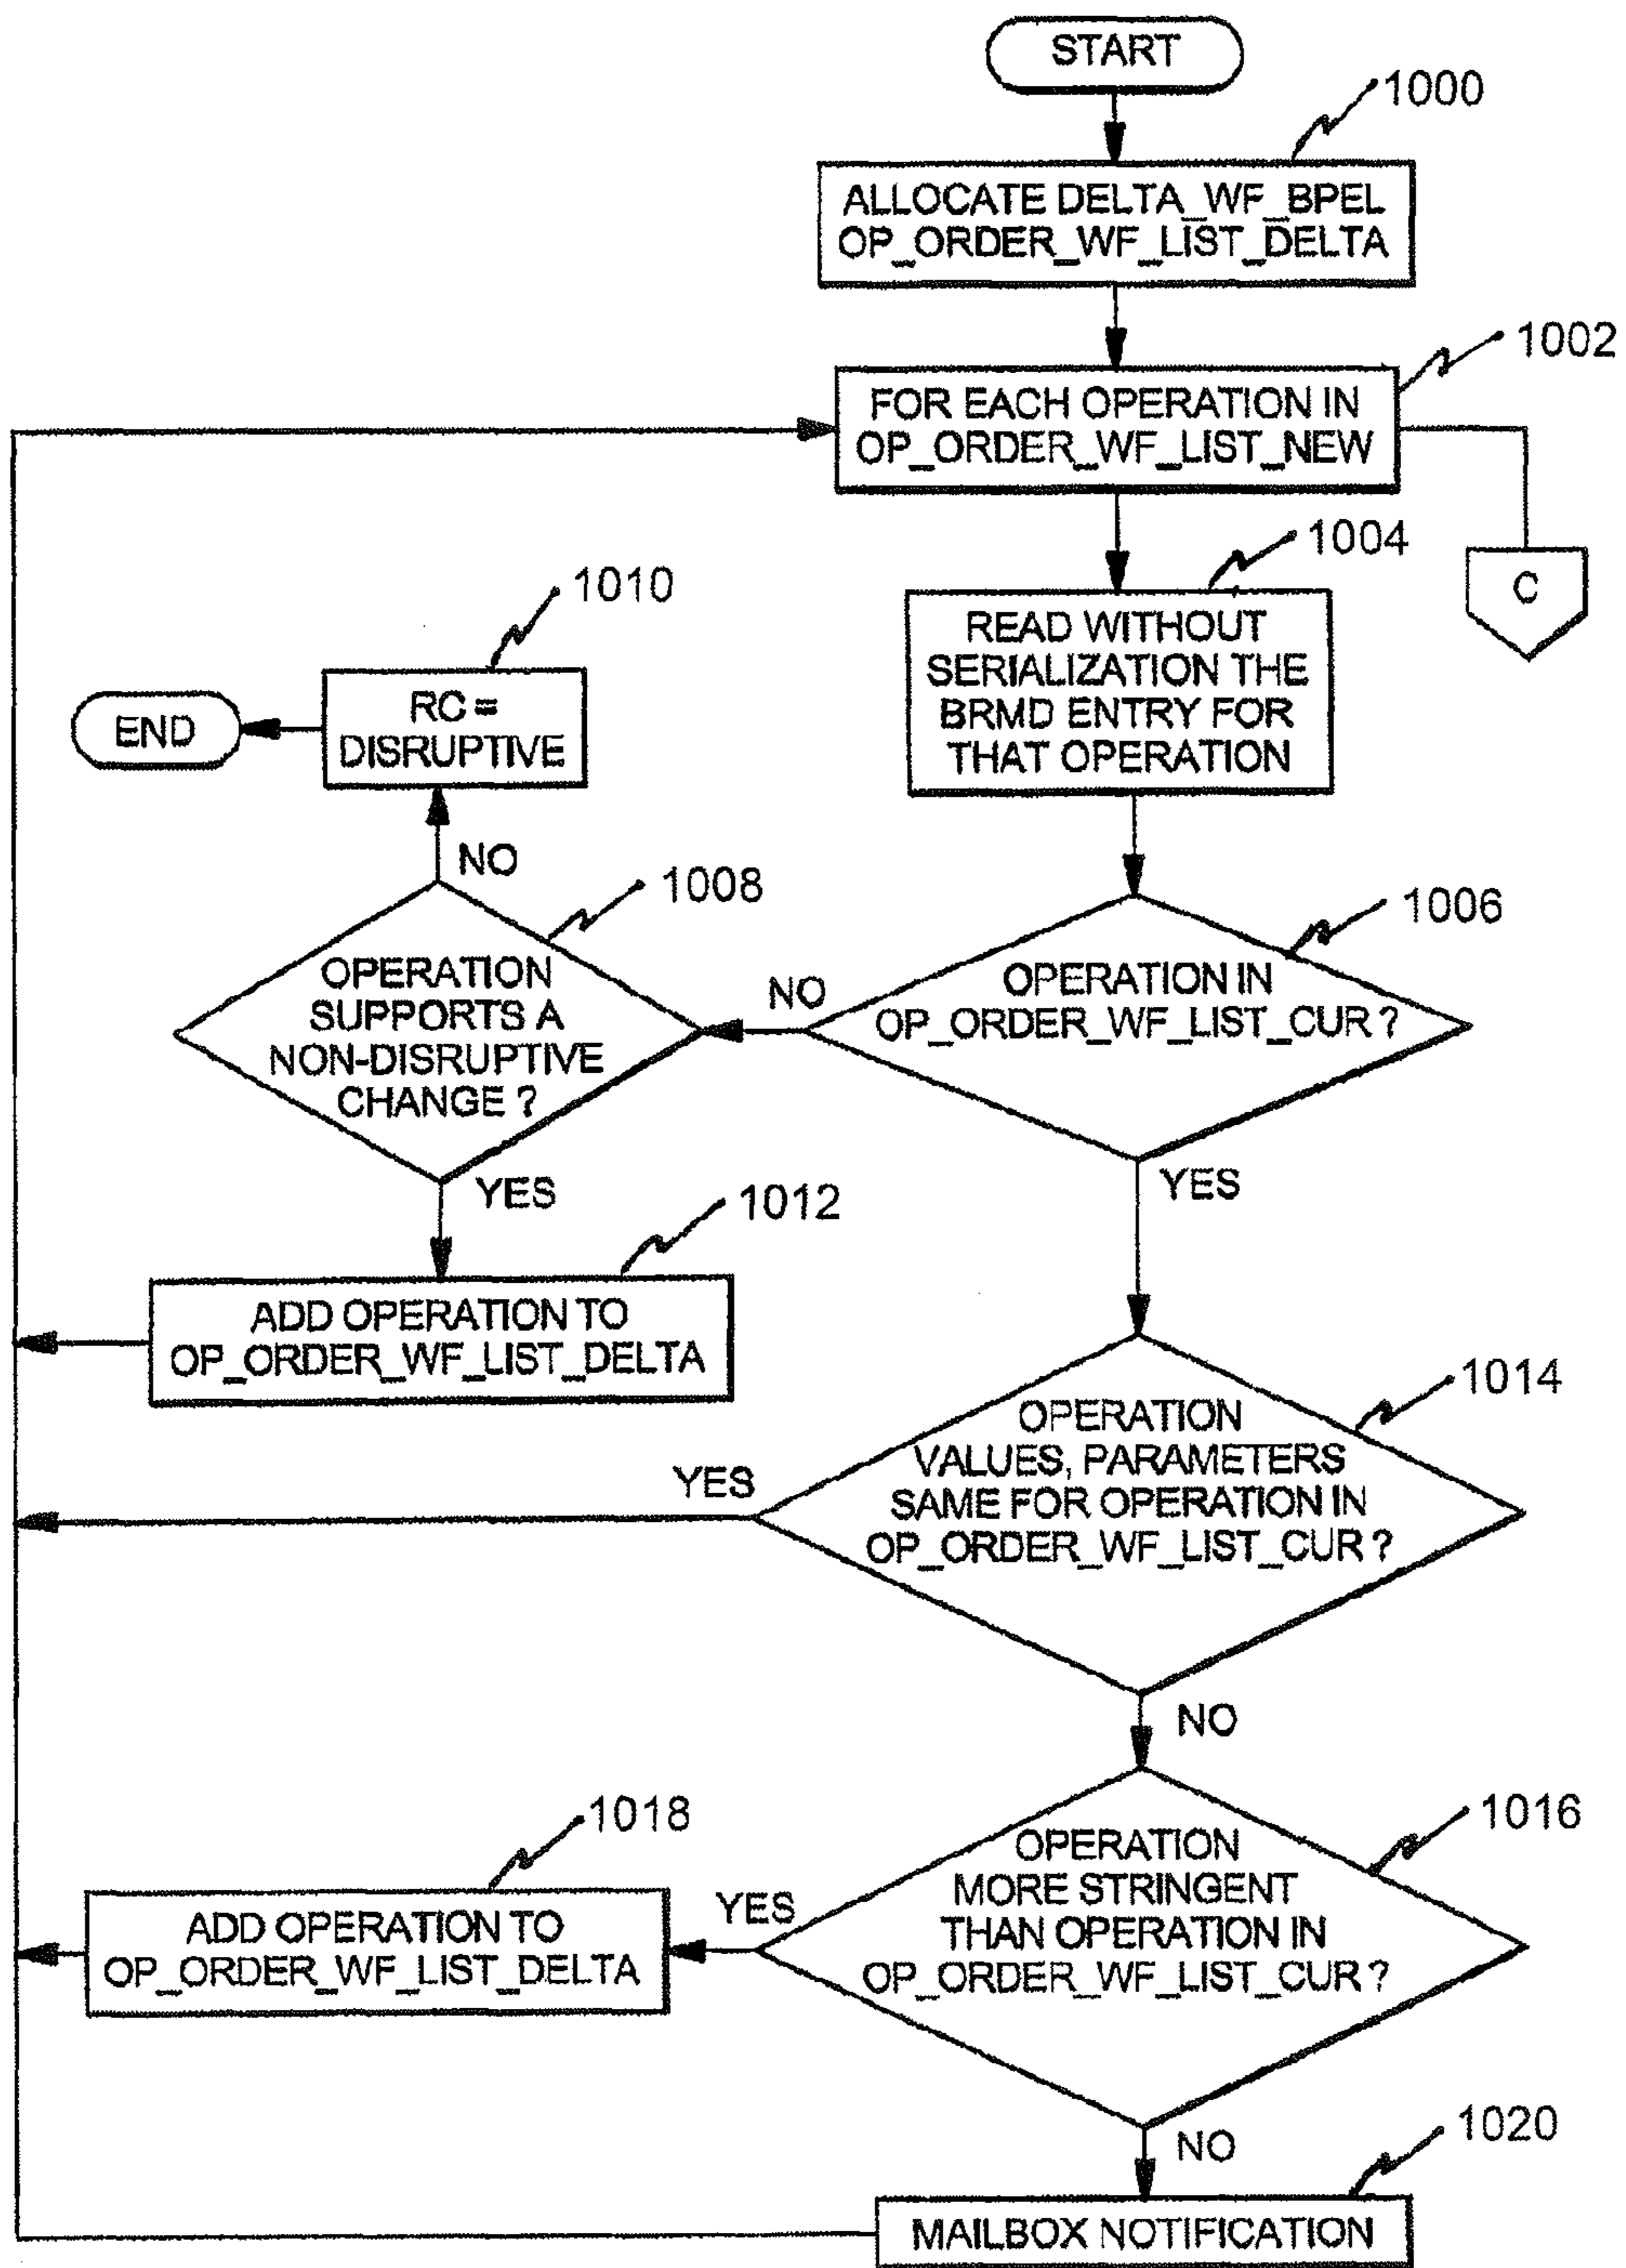 START
1000
ALLOCATE DELTA_WF_BPEL
OP_ORDER_WF_LIST_DELTA
1002
FOR EACH OPERATION IN
OP_ORDER_WF_LIST_NEW
C
1004
READ WITHOUT
SERIALIZATION THE
BRMD ENTRY FOR
THAT OPERATION
1010
RC =
DISRUPTIVE
END
NO
1008
OPERATION
SUPPORTS A
NON-DISRUPTIVE
CHANGE ?
NO
1006
OPERATION IN
OP_ORDER_WF_LIST_CUR ?
YES
YES
1012
ADD OPERATION TO
OP_ORDER_WF_LIST_DELTA
1014
OPERATION
VALUES, PARAMETERS
SAME FOR OPERATION IN
OP_ORDER_WF_LIST_CUR ?
YES
NO
1016
OPERATION
MORE STRINGENT
THAN OPERATION IN
OP_ORDER_WF_LIST_CUR ?
YES
1018
ADD OPERATION TO
OP_ORDER_WF_LIST_DELTA
NO
1020
MAILBOX NOTIFICATION